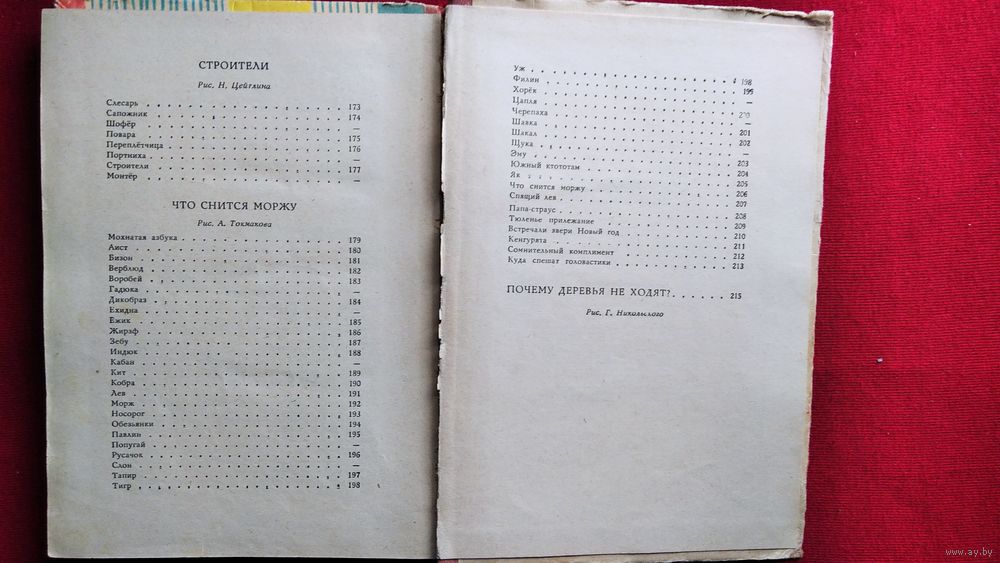 СТРОИТЕЛИ
Рис. Н. Цейтлина
Слесарь . . . 173
Сапожник . . . 174
Шофёр . . . —
Повара . . . 175
Переплётчица . . . 176
Портниха . . . —
Строители . . . 177
Монтёр . . . —
ЧТО СНИТСЯ МОРЖУ
Рис. А. Токмакова
Мохнатая азбука . . . 179
Аист . . . 180
Бизон . . . 181
Верблюд . . . 182
Воробей . . . 183
Гадюка . . . —
Дикобраз . . . 184
Ехидна . . . —
Ёжик . . . 185
Жираф . . . 186
Зебу . . . 187
Индюк . . . 188
Кабан . . . —
Кит . . . 189
Кобра . . . 190
Лев . . . 191
Морж . . . 192
Носорог . . . 193
Обезьянки . . . 194
Павлин . . . 195
Попугай . . . —
Русачок . . . 196
Слон . . . —
Тапир . . . 197
Тигр . . . 198
Уж . . . 198
Филин . . . 199
Хорёк . . . —
Цапля . . . 200
Черепаха . . . —
Шавка . . . 201
Шакал . . . 202
Щука . . . —
Эму . . . 203
Южный ктототам . . . 204
Як . . . 205
Что снится моржу . . . 206
Спящий лев . . . 207
Папа-страус . . . 208
Тюленье прилежание . . . 209
Встречали звери Новый год . . . 210
Кенгурята . . . 211
Сомнительный комплимент . . . 212
Куда спешат головастики . . . 213
ПОЧЕМУ ДЕРЕВЬЯ НЕ ХОДЯТ? . . . 215
Рис. Г. Никольского
www.ay.by